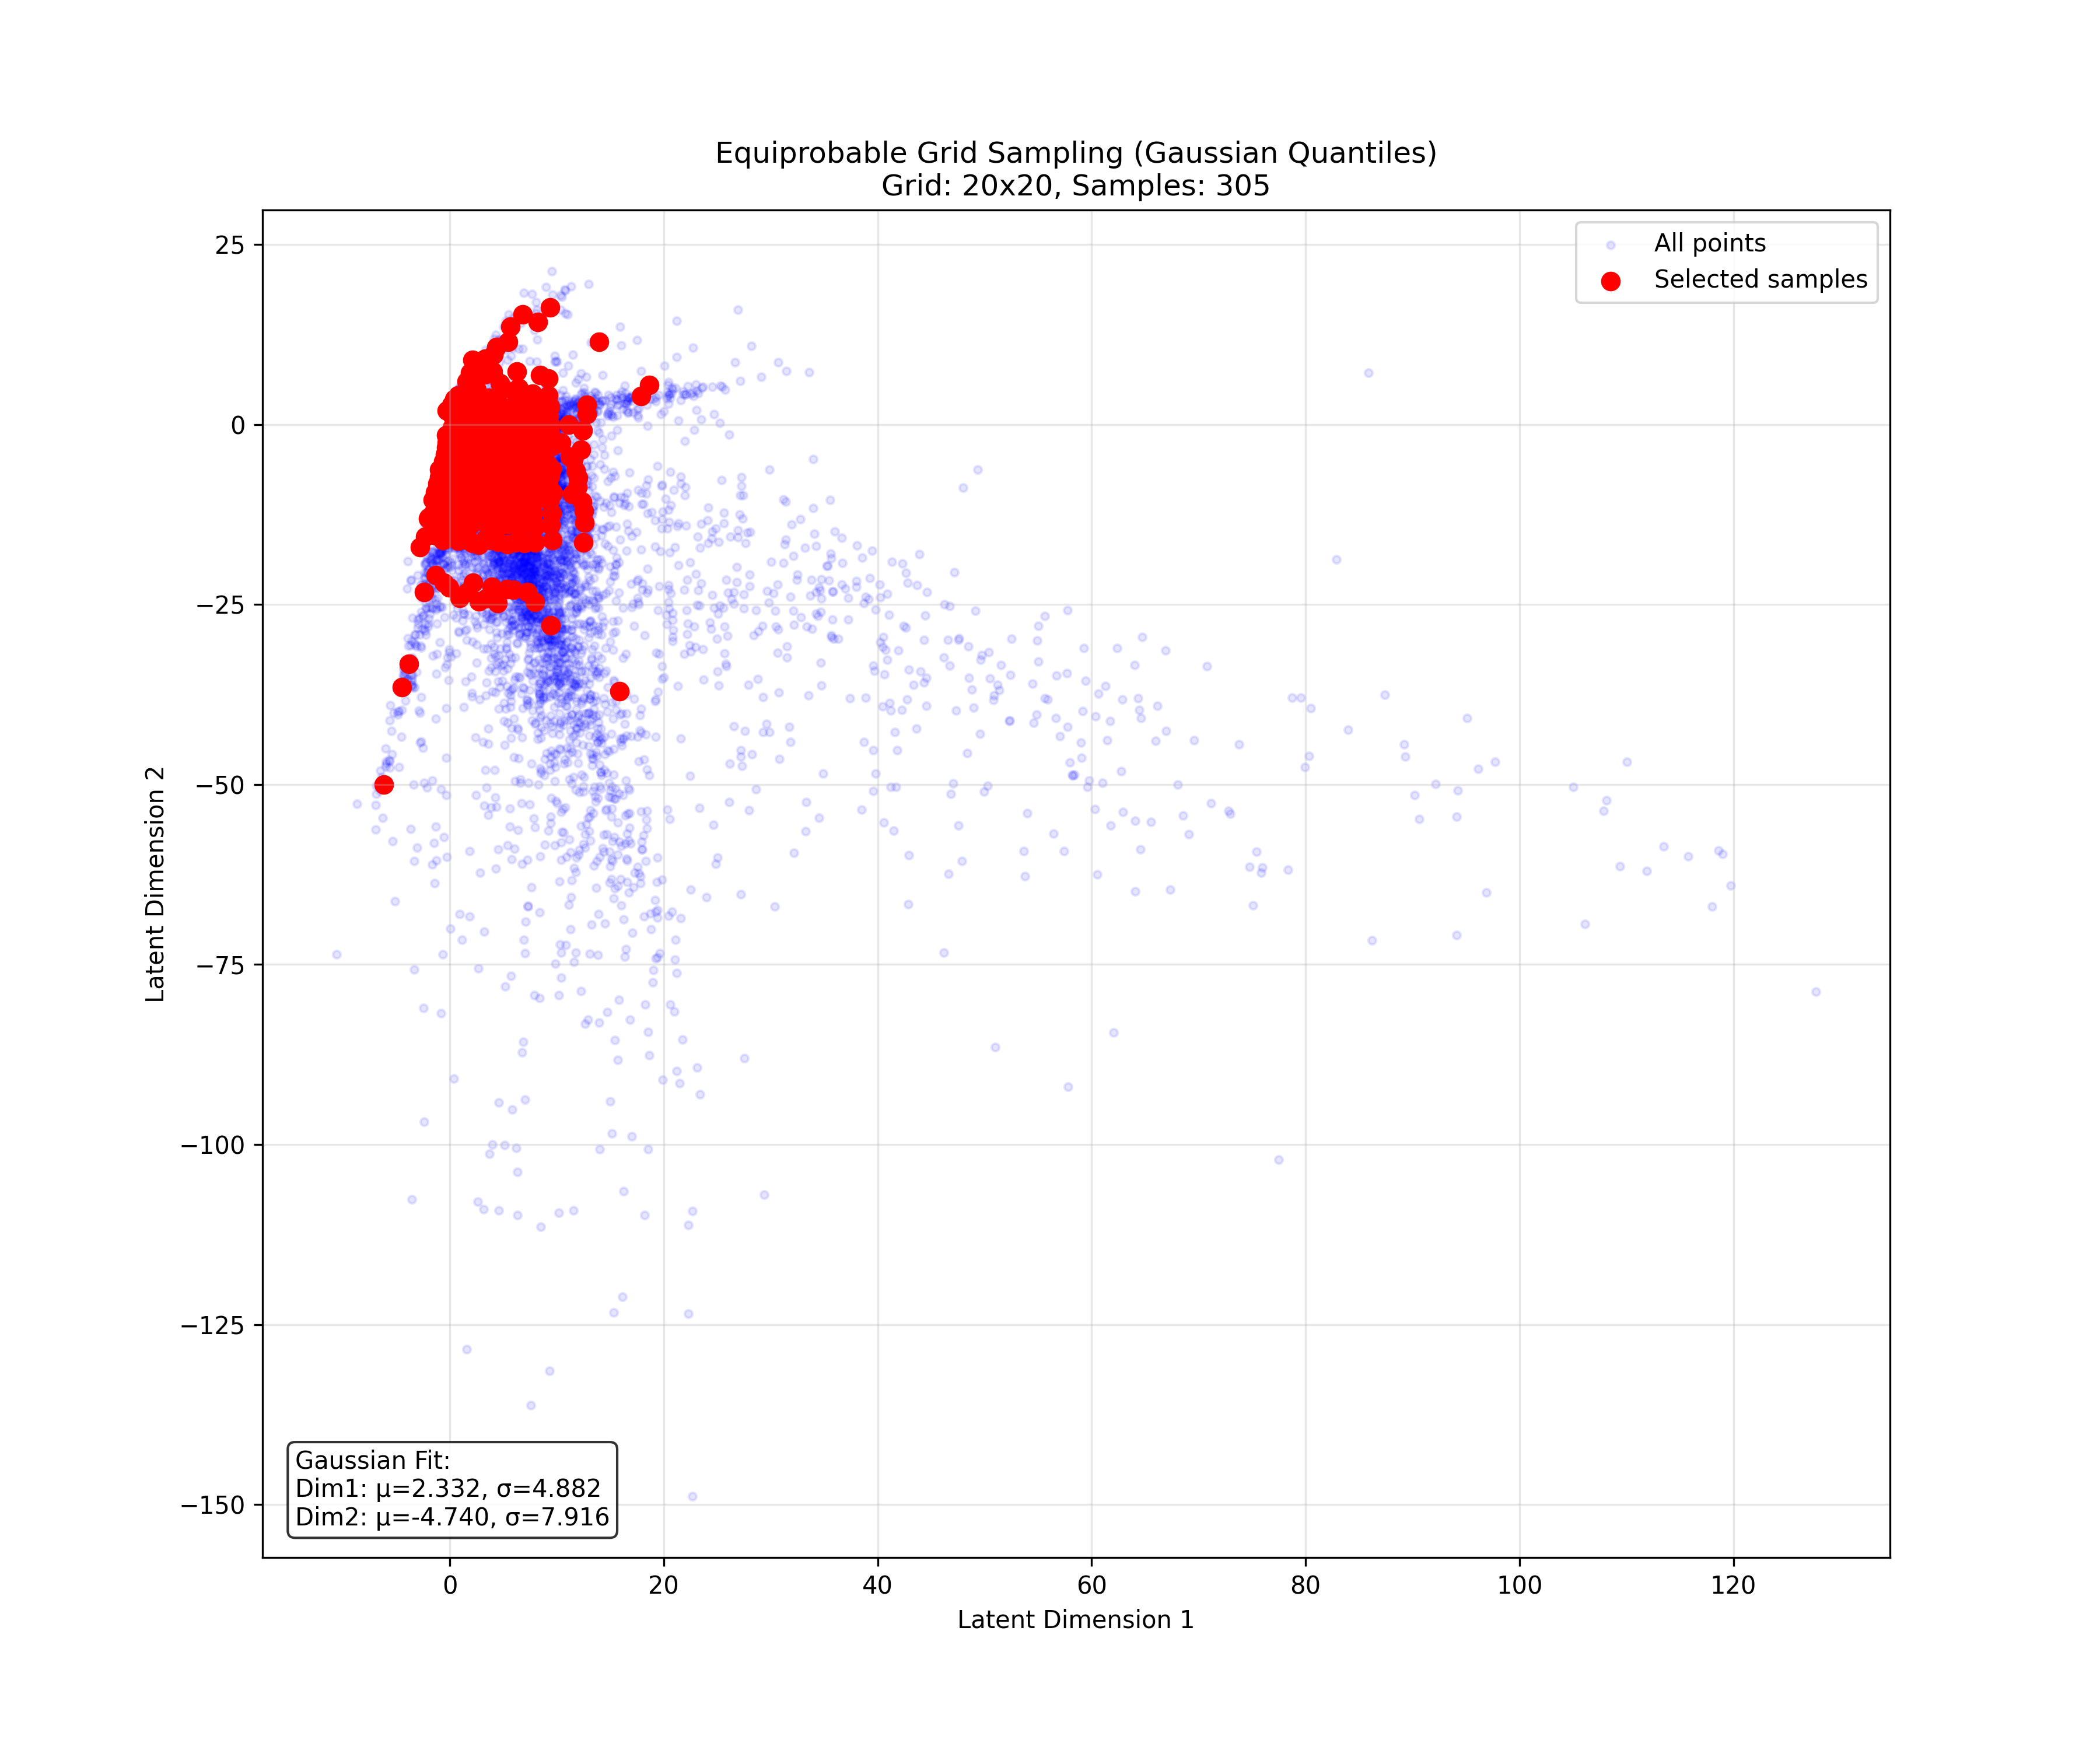 Equiprobable Grid Sampling (Gaussian Quantiles)
Grid: 20x20, Samples: 305
All points
Selected samples
25
0
−25
−50
−75
−100
−125
−150
Latent Dimension 2
Gaussian Fit:
Dim1: μ=2.332, σ=4.882
Dim2: μ=-4.740, σ=7.916
0 20 40 60 80 100 120
Latent Dimension 1